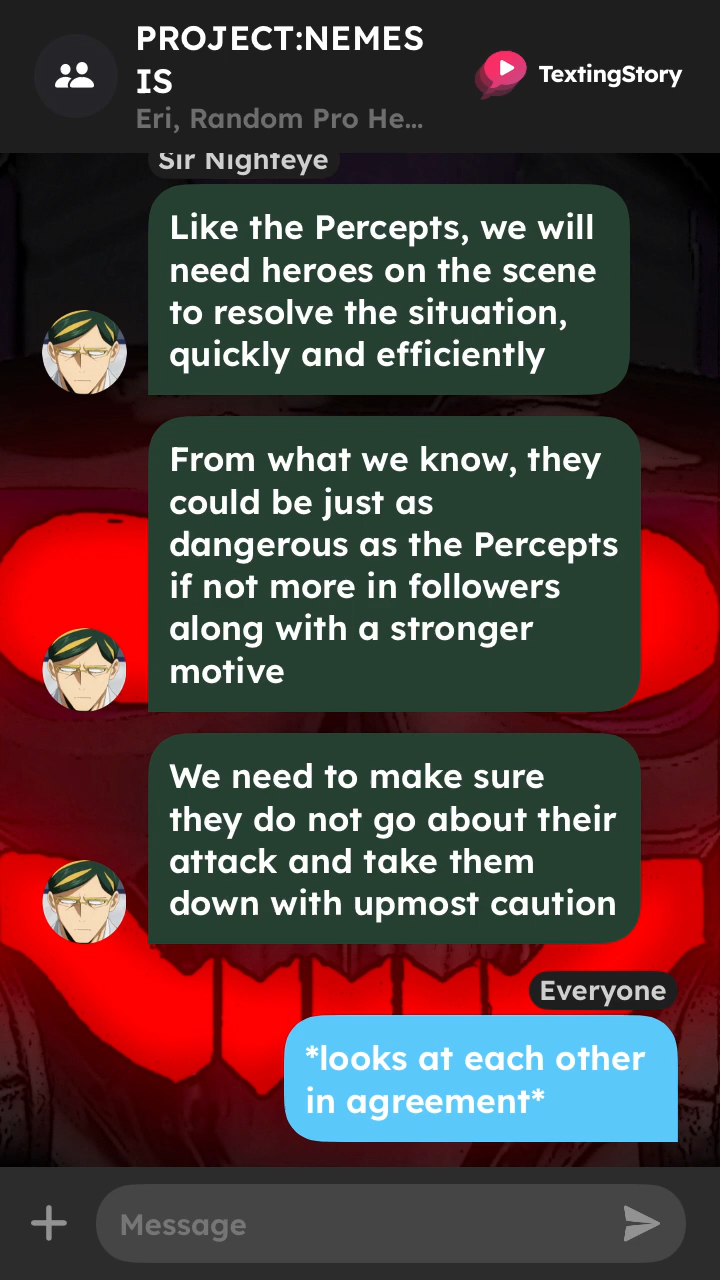 PROJECT:NEMES
IS
Eri, Random Pro He...
TextingStory
Sir Nighteye
Like the Percepts, we will
need heroes on the scene
to resolve the situation,
quickly and efficiently
From what we know, they
could be just as
dangerous as the Percepts
if not more in followers
along with a stronger
motive
We need to make sure
they do not go about their
attack and take them
down with upmost caution
Everyone
*looks at each other
in agreement*
Message